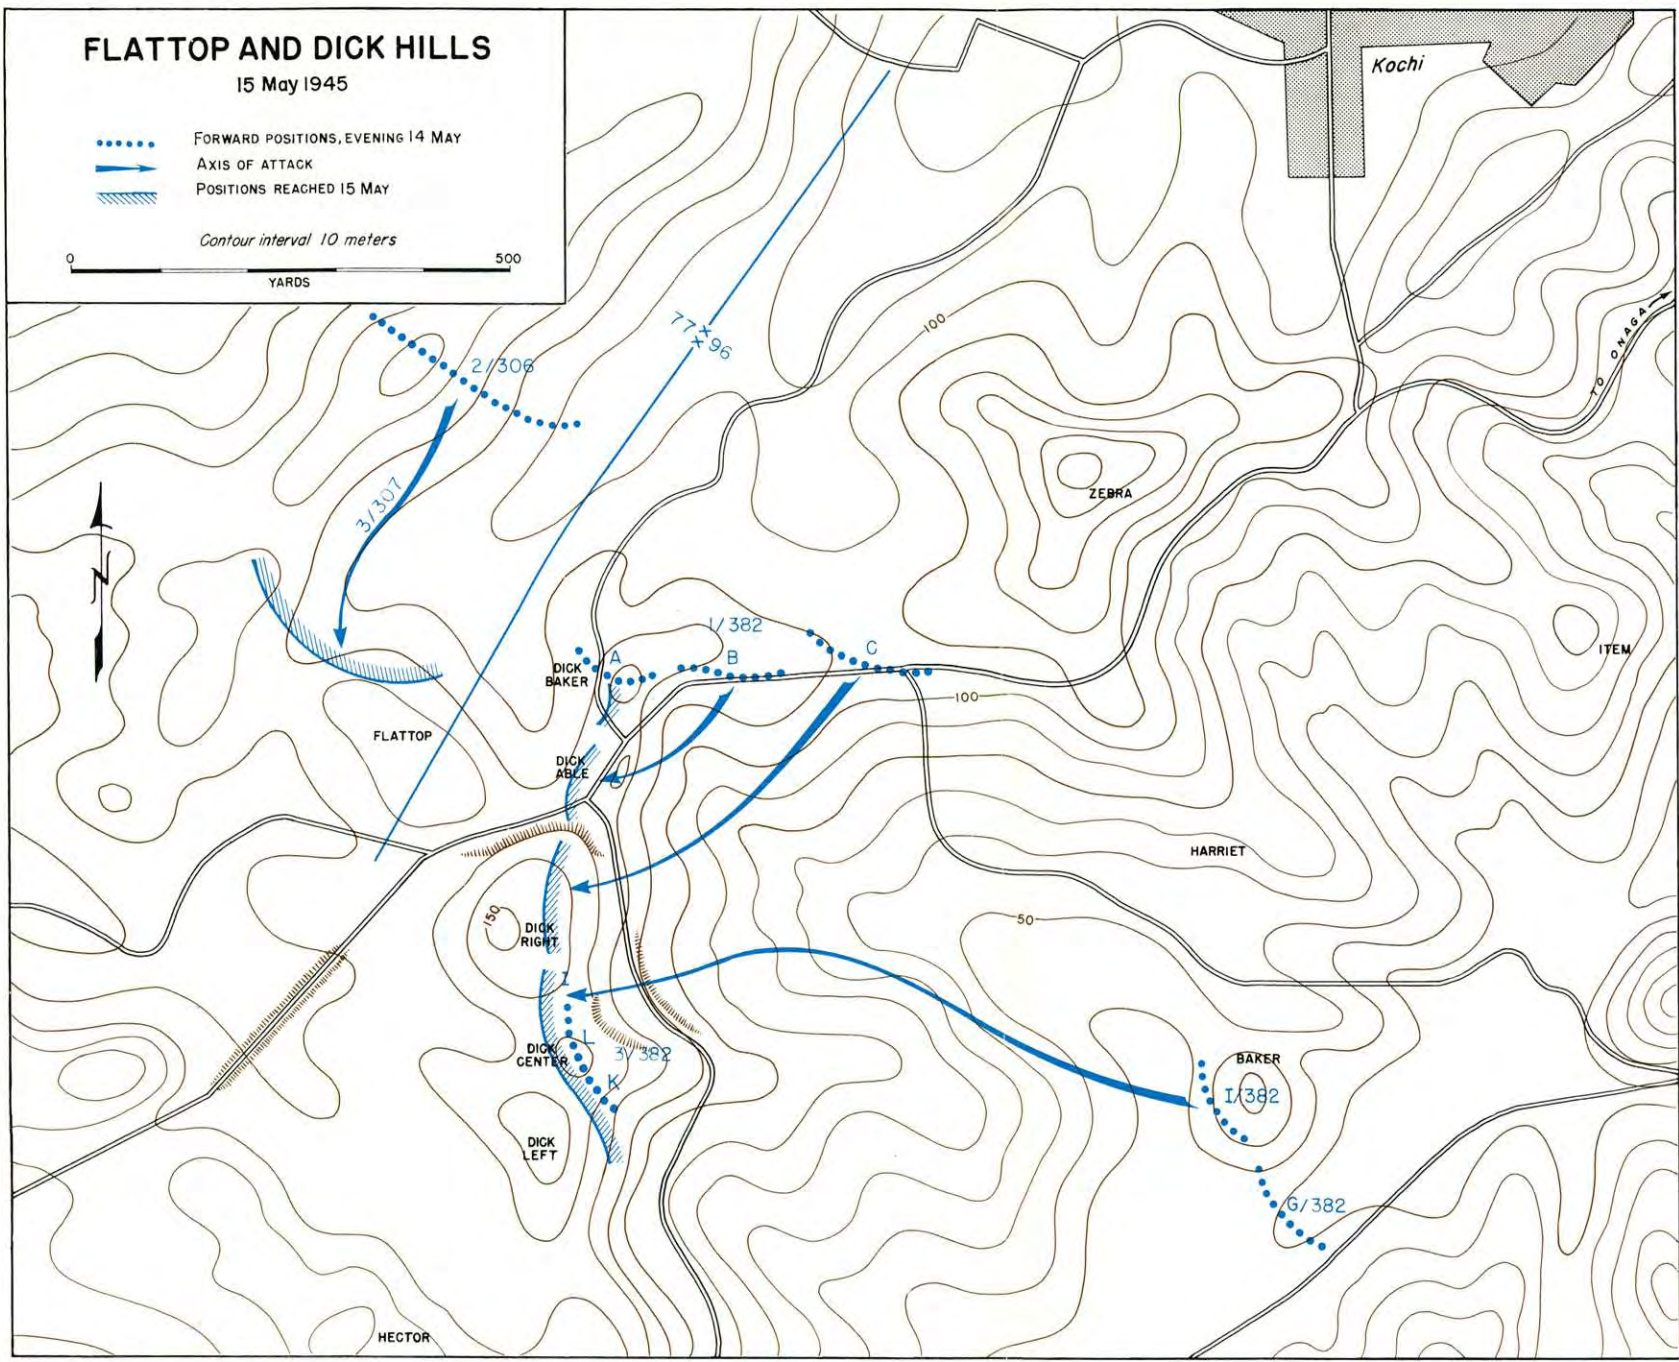 FLATTOP AND DICK HILLS
15 May 1945
FORWARD POSITIONS, EVENING 14 MAY
AXIS OF ATTACK
POSITIONS REACHED 15 MAY
Contour interval 10 meters
0
500
YARDS
Kochi
77
96
100
2/306
TO ONAGA
3/307
N
ZEBRA
1/382
A
B
C
ITEM
DICK
BAKER
100
FLATTOP
DICK
ABLE
HARRIET
150
50
DICK
RIGHT
I
L
DICK
CENTER
3/382
K
BAKER
I/382
DICK
LEFT
G/382
HECTOR